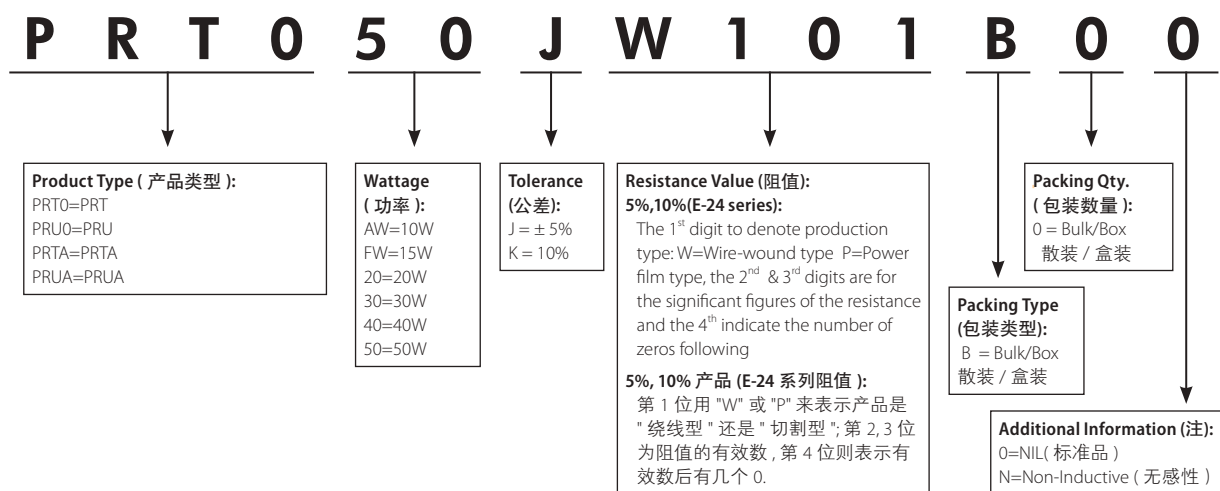 P R T 0 5 0 J W 1 0 1 B 0 0
Product Type ( 产品类型 ):
PRT0=PRT
PRU0=PRU
PRTA=PRTA
PRUA=PRUA
Wattage
( 功率 ):
AW=10W
FW=15W
20=20W
30=30W
40=40W
50=50W
Tolerance
(公差):
J = ± 5%
K = 10%
Resistance Value (阻值):
5%,10%(E-24 series):
The 1st digit to denote production
type: W=Wire-wound type P=Power
film type, the 2nd & 3rd digits are for
the significant figures of the resistance
and the 4th indicate the number of
zeros following
5%, 10% 产品 (E-24 系列阻值 ):
第 1 位用 "W" 或 "P" 来表示产品是
" 绕线型 " 还是 " 切割型 "; 第 2, 3 位
为阻值的有效数 , 第 4 位则表示有
效数后有几个 0.
Packing Type
(包装类型):
B = Bulk/Box
散装 / 盒装
Packing Qty.
( 包装数量 ):
0 = Bulk/Box
散装 / 盒装
Additional Information (注):
0=NIL( 标准品 )
N=Non-Inductive ( 无感性 )